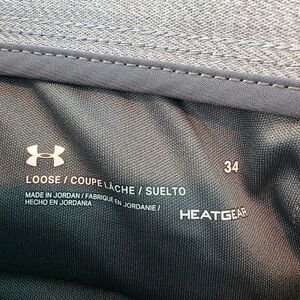 34
LOOSE / COUPE LÂCHE / SUELTO
MADE IN JORDAN / FABRIQUÉ EN JORDANIE /
HECHO EN JORDANIA
HEATGEAR